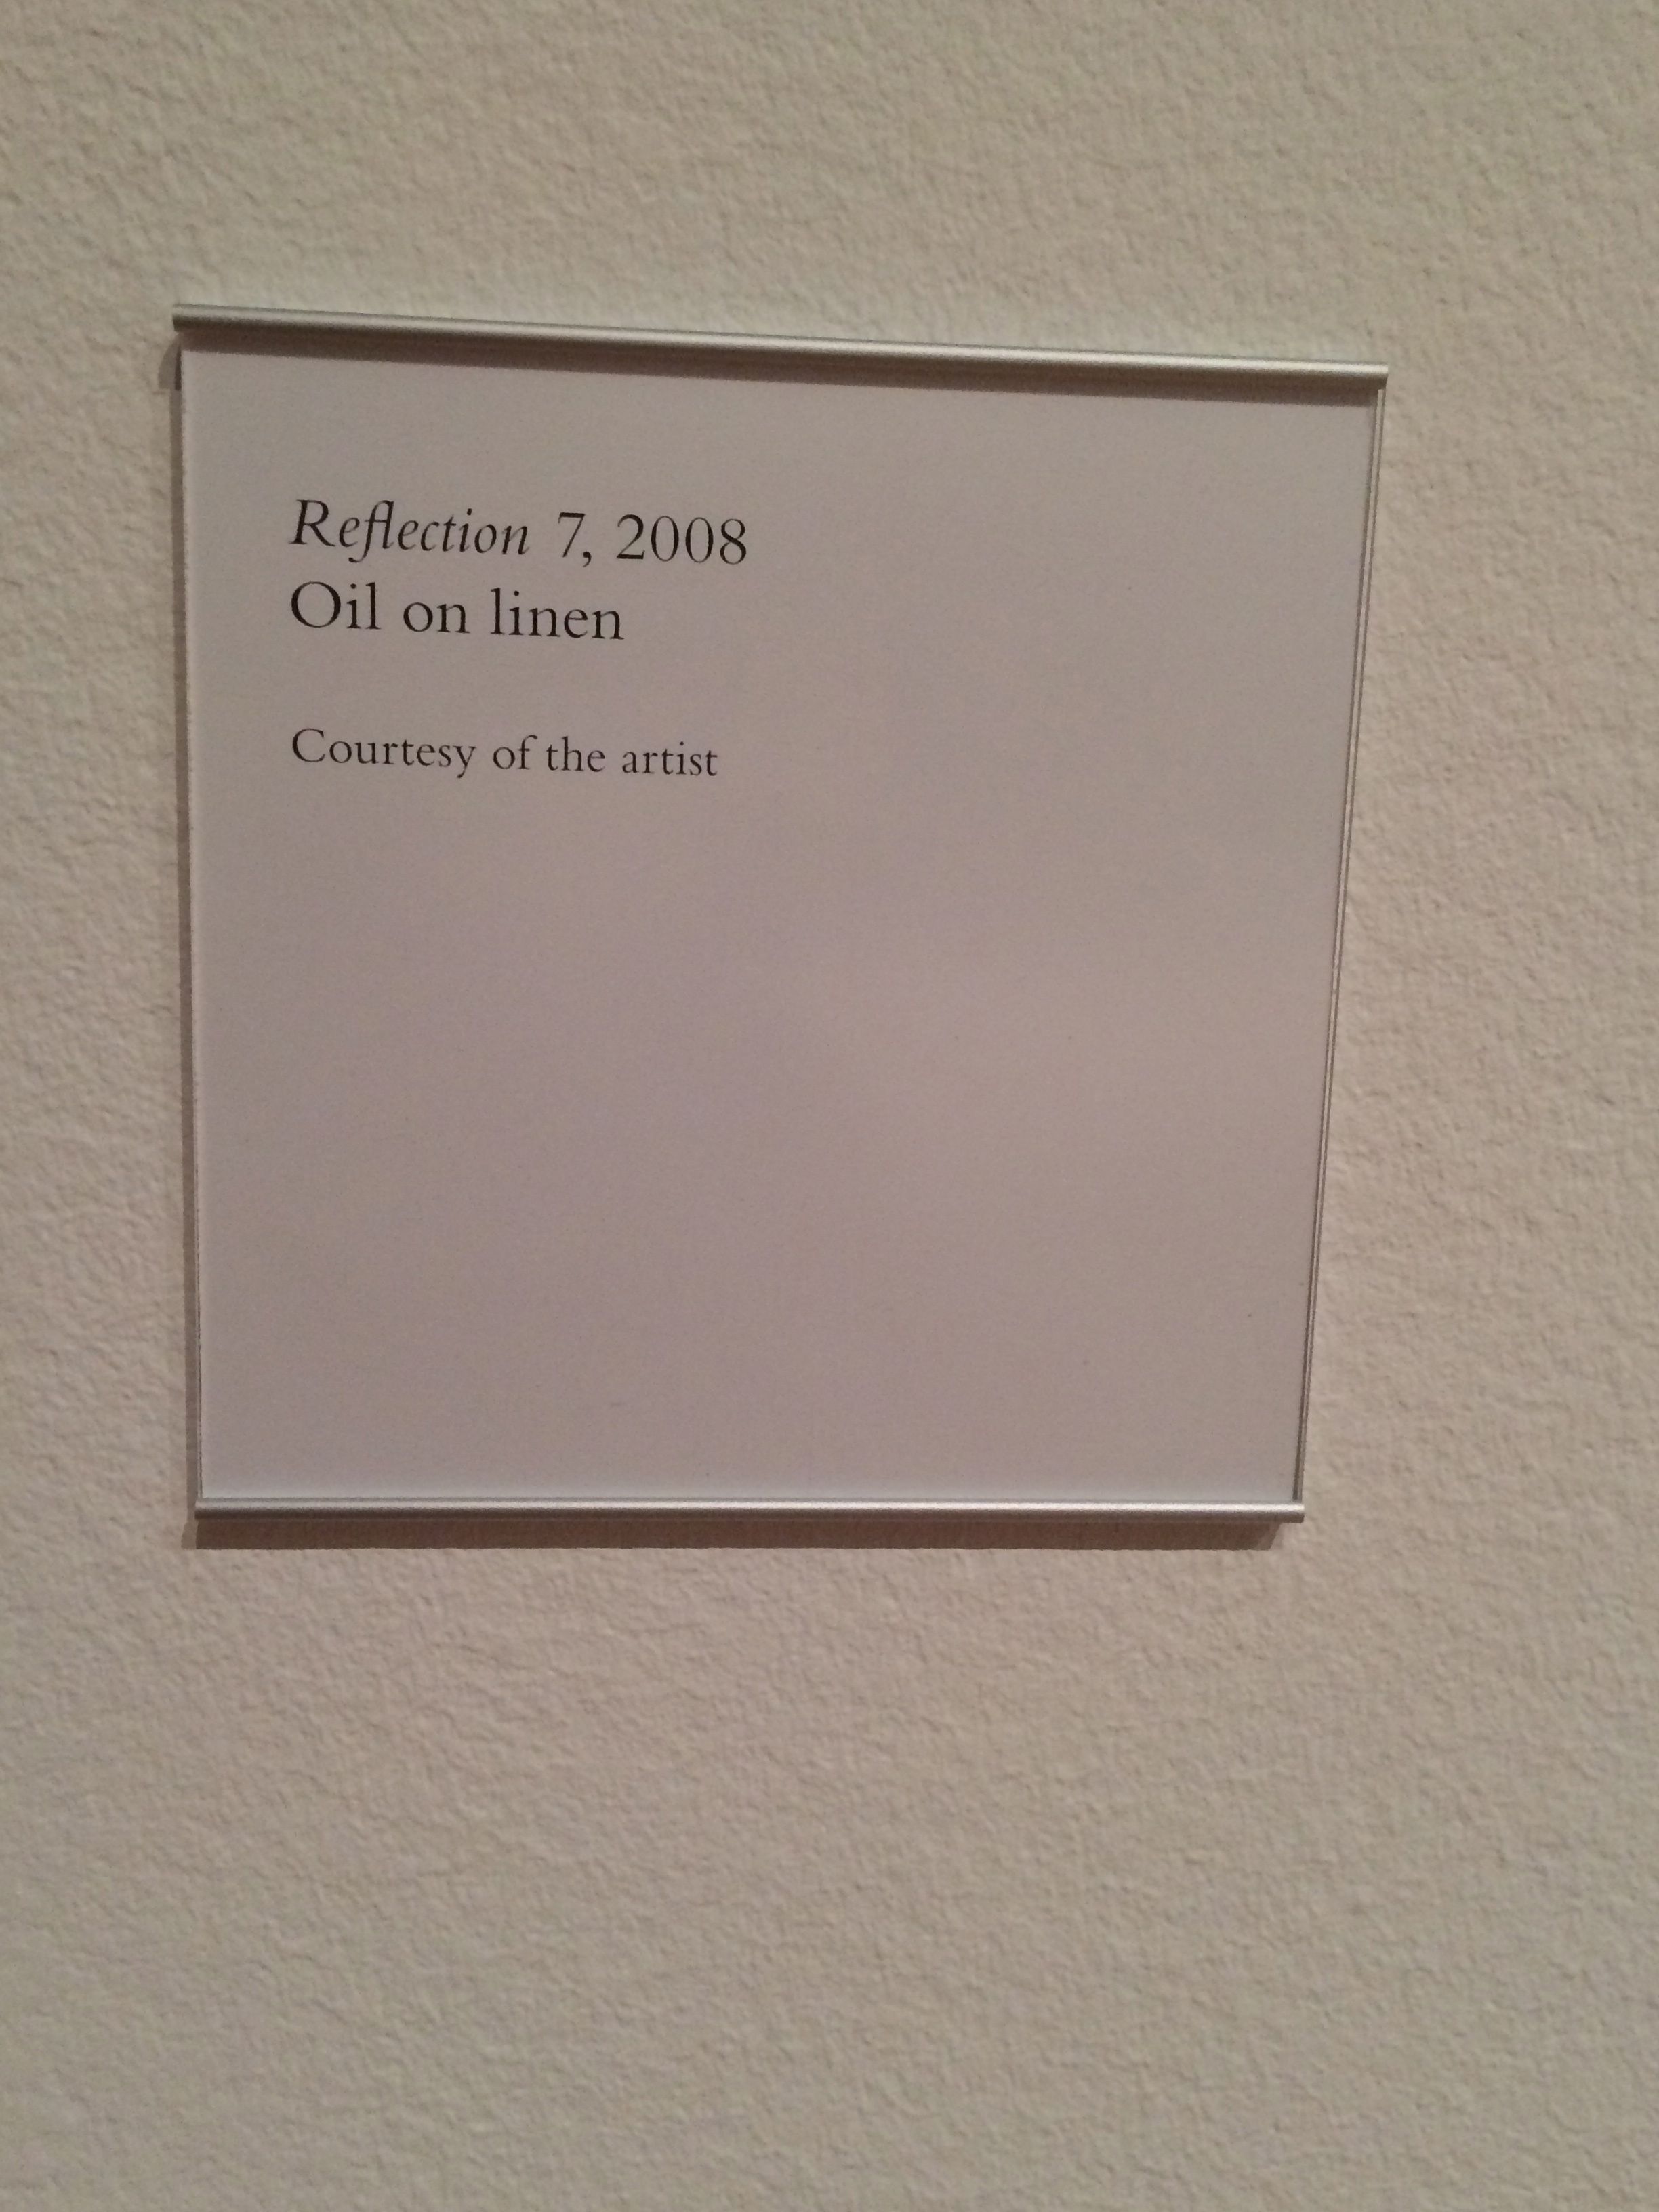 Reflection 7, 2008
Oil on linen
Courtesy of the artist